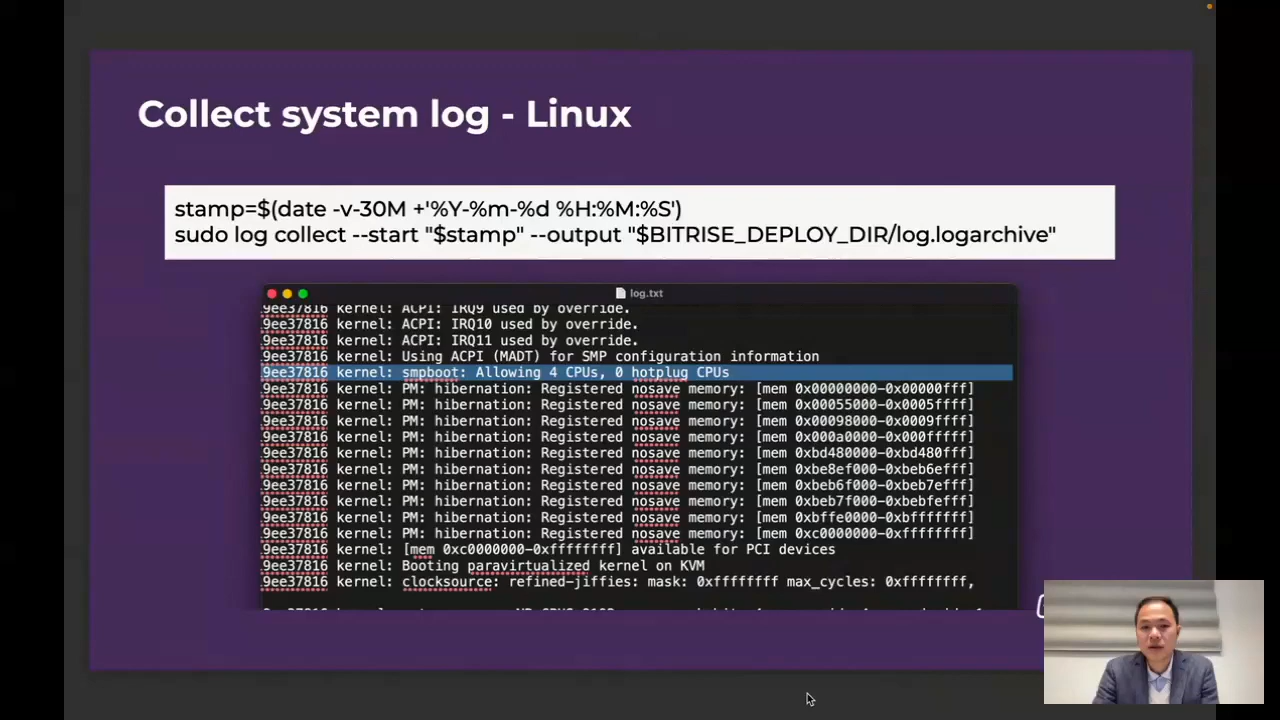 Collect system log - Linux
stamp=$(date -v-30M +'%Y-%m-%d %H:%M:%S')
sudo log collect --start "$stamp" --output "$BITRISE_DEPLOY_DIR/log.logarchive"
log.txt
9ee37816 kernel: ACPI: IRQ9 used by override.
9ee37816 kernel: ACPI: IRQ10 used by override.
9ee37816 kernel: ACPI: IRQ11 used by override.
9ee37816 kernel: Using ACPI (MADT) for SMP configuration information
9ee37816 kernel: smpboot: Allowing 4 CPUs, 0 hotplug CPUs
9ee37816 kernel: PM: hibernation: Registered nosave memory: [mem 0x00000000-0x00000fff]
9ee37816 kernel: PM: hibernation: Registered nosave memory: [mem 0x00055000-0x0005ffff]
9ee37816 kernel: PM: hibernation: Registered nosave memory: [mem 0x00098000-0x0009ffff]
9ee37816 kernel: PM: hibernation: Registered nosave memory: [mem 0x000a0000-0x000fffff]
9ee37816 kernel: PM: hibernation: Registered nosave memory: [mem 0xbd480000-0xbd480fff]
9ee37816 kernel: PM: hibernation: Registered nosave memory: [mem 0xbe8ef000-0xbeb6efff]
9ee37816 kernel: PM: hibernation: Registered nosave memory: [mem 0xbeb6f000-0xbeb7efff]
9ee37816 kernel: PM: hibernation: Registered nosave memory: [mem 0xbeb7f000-0xbebfefff]
9ee37816 kernel: PM: hibernation: Registered nosave memory: [mem 0xbffe0000-0xbfffffff]
9ee37816 kernel: PM: hibernation: Registered nosave memory: [mem 0xc0000000-0xffffffff]
9ee37816 kernel: [mem 0xc0000000-0xffffffff] available for PCI devices
9ee37816 kernel: Booting paravirtualized kernel on KVM
9ee37816 kernel: clocksource: refined-jiffies: mask: 0xffffffff max_cycles: 0xffffffff,